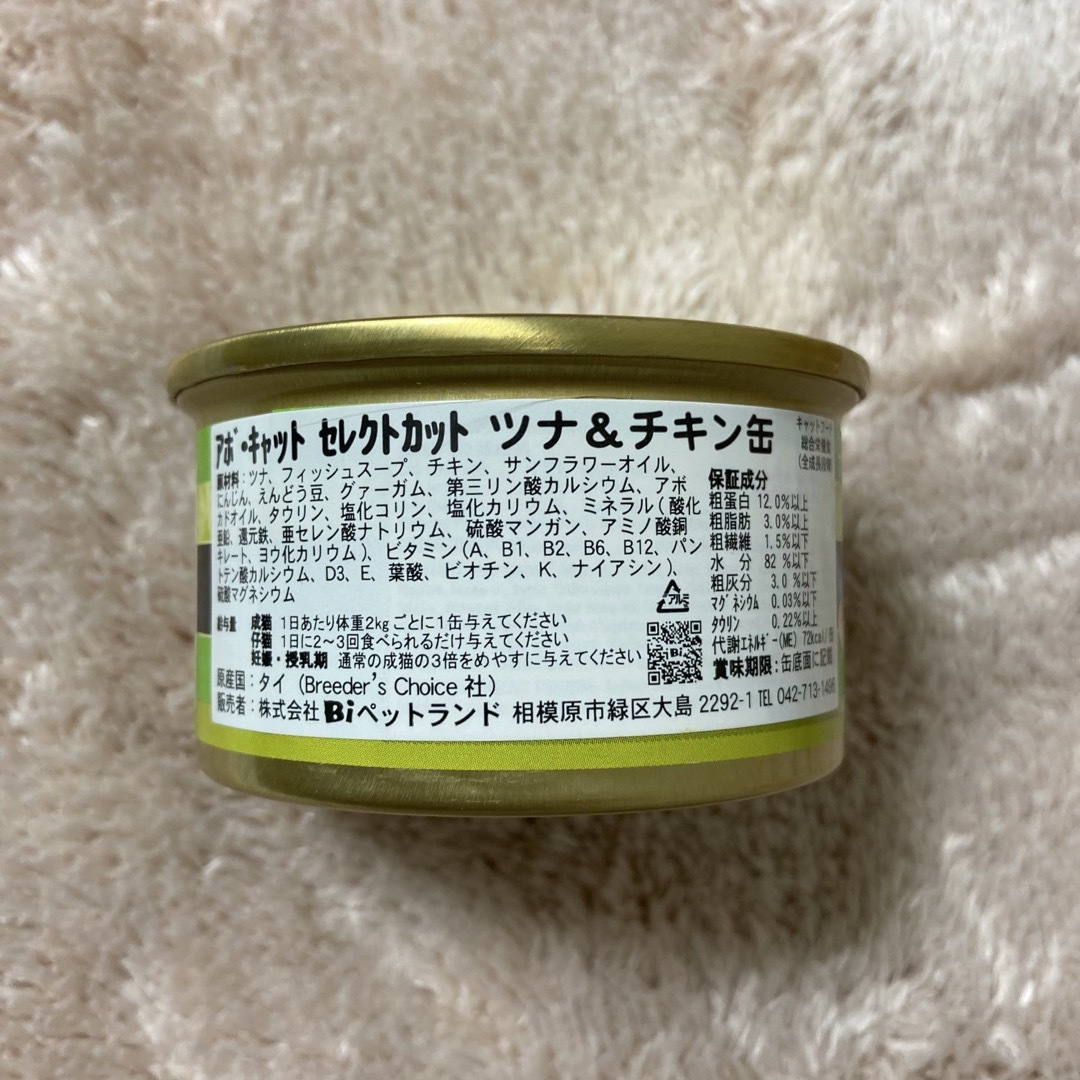 アボ・キャット セレクトカット ツナ&チキン缶
キャットフード
総合栄養食
(全成長段階)
原材料:ツナ、フィッシュスープ、チキン、サンフラワーオイル、
にんじん、えんどう豆、グァーガム、第三リン酸カルシウム、アボ
カドオイル、タウリン、塩化コリン、塩化カリウム、ミネラル(酸化
亜鉛、還元鉄、亜セレン酸ナトリウム、硫酸マンガン、アミノ酸銅
キレート、ヨウ化カリウム)、ビタミン(A、B1、B2、B6、B12、パン
トテン酸カルシウム、D3、E、葉酸、ビオチン、K、ナイアシン)、
硫酸マグネシウム
アルミ
給与量 成猫 1日あたり体重2kgごとに1缶与えてください
仔猫 1日に2~3回食べられるだけ与えてください
妊娠・授乳期 通常の成猫の3倍をめやすに与えてください
保証成分
粗蛋白 12.0%以上
粗脂肪 3.0%以上
粗繊維 1.5%以下
水分 82%以下
粗灰分 3.0%以下
マグネシウム 0.03%以下
タウリン 0.22%以上
代謝エネルギー(ME) 72kcal/缶
賞味期限:缶底面に記載
Bi
原産国:タイ (Breeder's Choice 社)
販売者:株式会社Biペットランド 相模原市緑区大島 2292-1 TEL